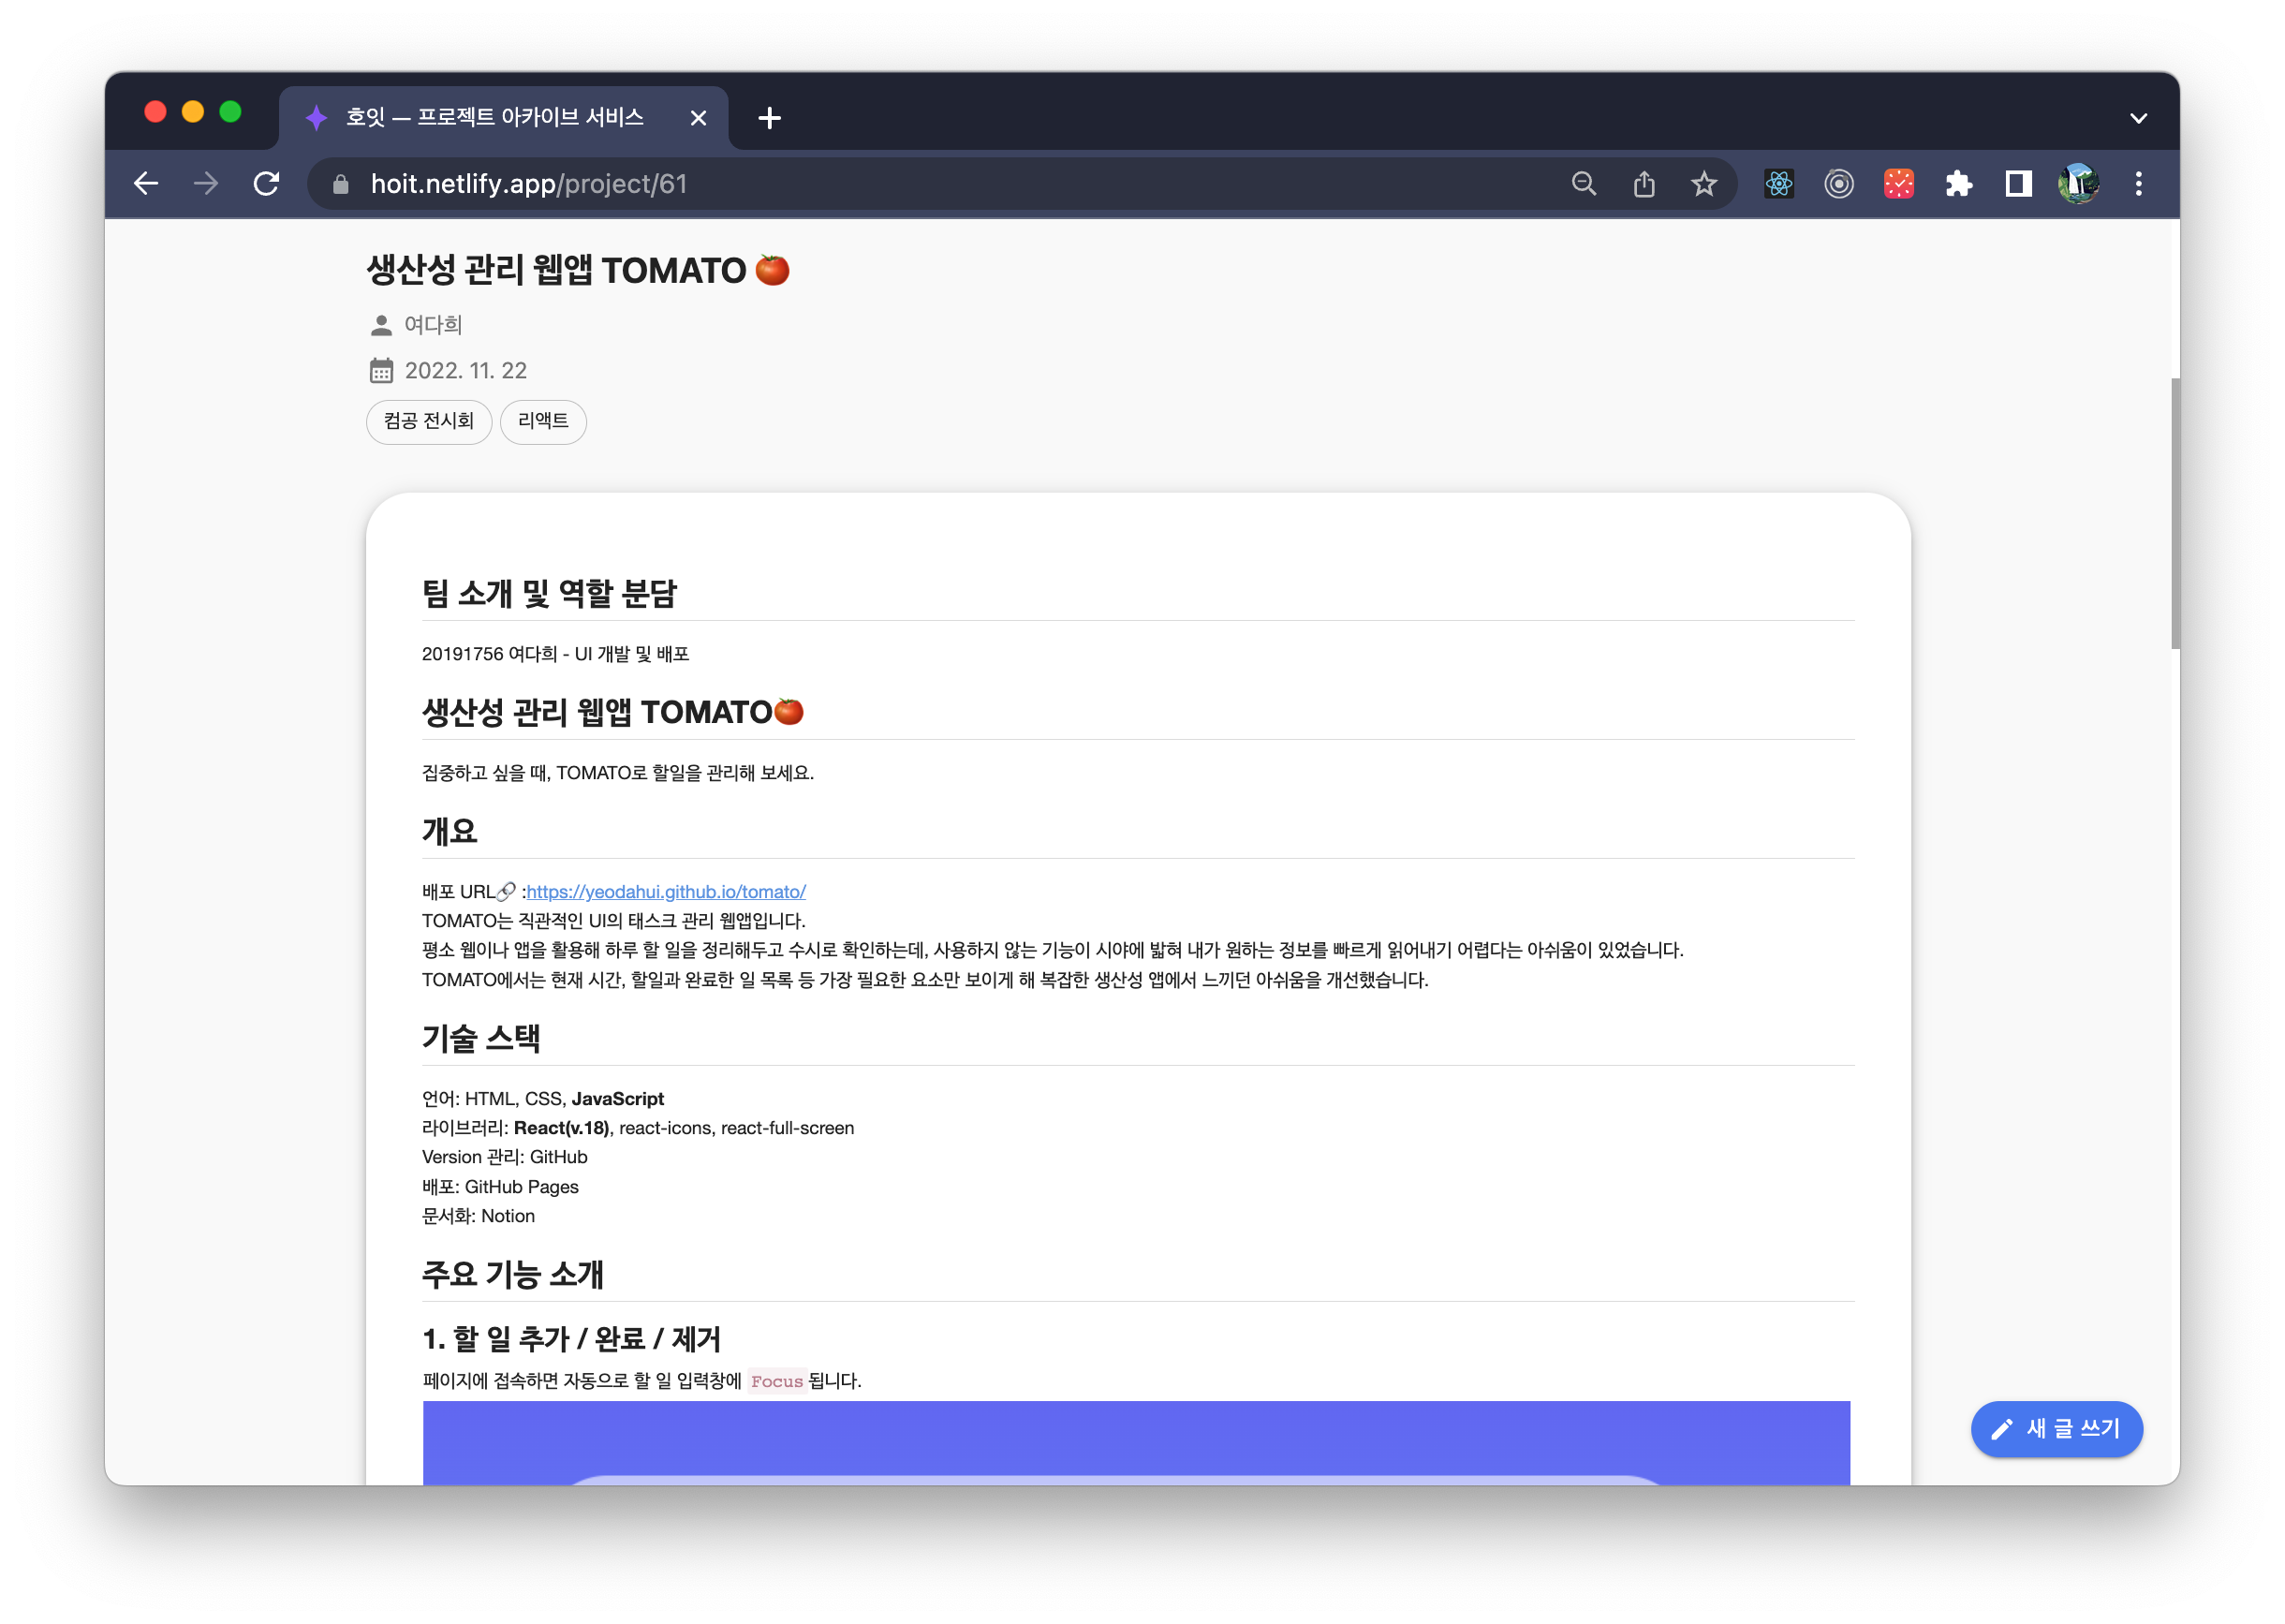 호잇 — 프로젝트 아카이브 서비스
hoit.netlify.app/project/61
생산성 관리 웹앱 TOMATO 🍅
여다희
2022. 11. 22
컴공 전시회 리액트
팀 소개 및 역할 분담
20191756 여다희 - UI 개발 및 배포
생산성 관리 웹앱 TOMATO🍅
집중하고 싶을 때, TOMATO로 할일을 관리해 보세요.
개요
배포 URL🔗 :https://yeodahui.github.io/tomato/
TOMATO는 직관적인 UI의 태스크 관리 웹앱입니다.
평소 웹이나 앱을 활용해 하루 할 일을 정리해두고 수시로 확인하는데, 사용하지 않는 기능이 시야에 밟혀 내가 원하는 정보를 빠르게 읽어내기 어렵다는 아쉬움이 있었습니다.
TOMATO에서는 현재 시간, 할일과 완료한 일 목록 등 가장 필요한 요소만 보이게 해 복잡한 생산성 앱에서 느끼던 아쉬움을 개선했습니다.
기술 스택
언어: HTML, CSS, JavaScript
라이브러리: React(v.18), react-icons, react-full-screen
Version 관리: GitHub
배포: GitHub Pages
문서화: Notion
주요 기능 소개
1. 할 일 추가 / 완료 / 제거
페이지에 접속하면 자동으로 할 일 입력창에 Focus 됩니다.
새 글 쓰기